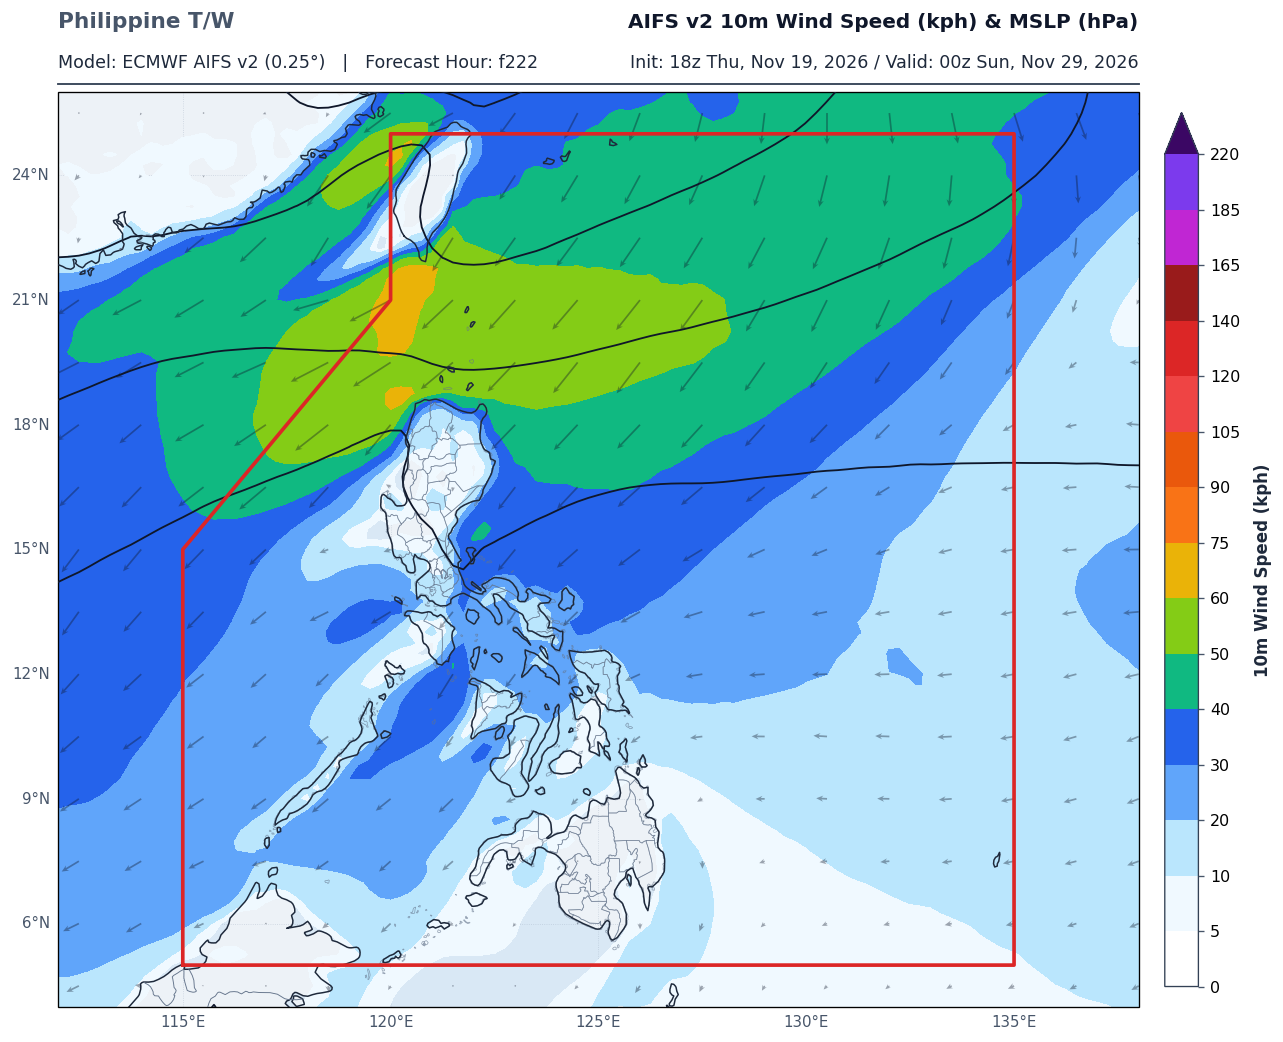 Philippine T/W
AIFS v2 10m Wind Speed (kph) & MSLP (hPa)
Model: ECMWF AIFS v2 (0.25°) | Forecast Hour: f222
Init: 18z Thu, Nov 19, 2026 / Valid: 00z Sun, Nov 29, 2026
24°N
21°N
18°N
15°N
12°N
9°N
6°N
115°E
120°E
125°E
130°E
135°E
220
185
165
140
120
105
90
75
60
50
40
30
20
10
5
0
10m Wind Speed (kph)